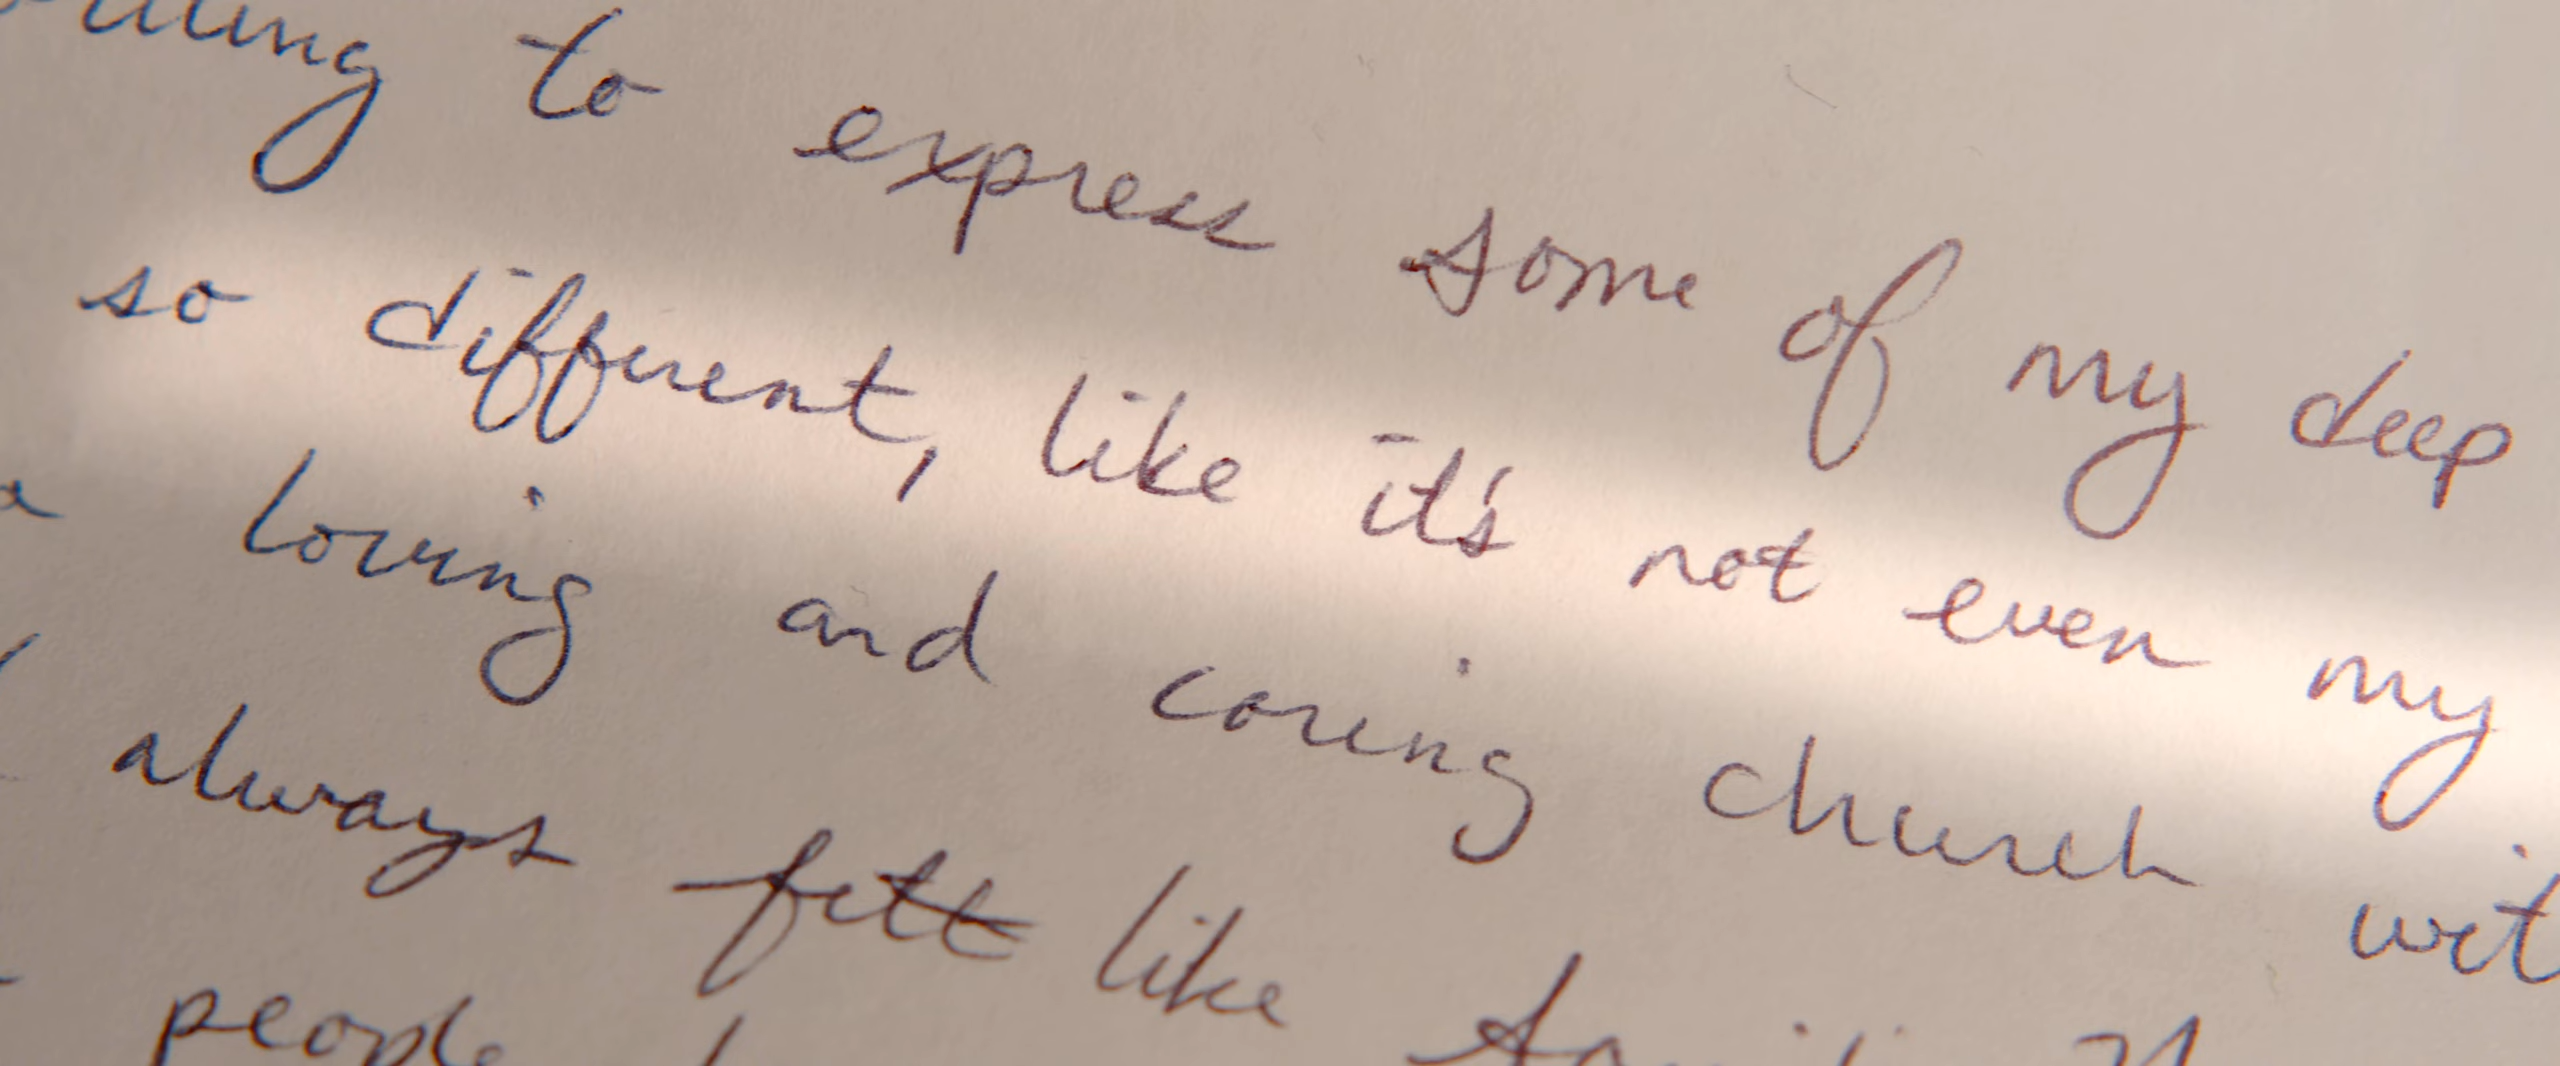 to express some of my deep
so different, like it's not even my
a loving and caring church
always felt like
people